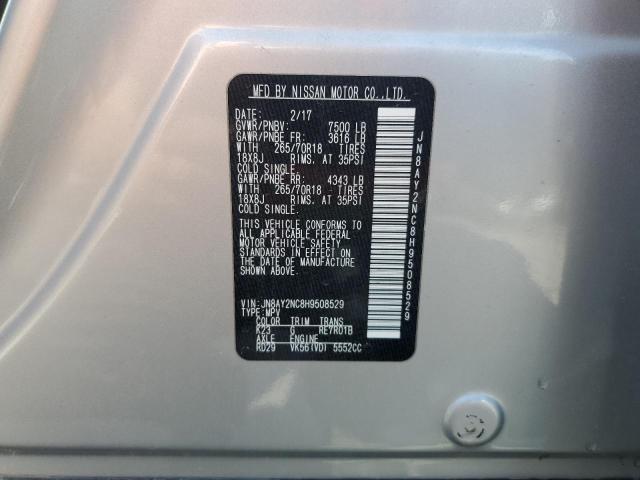 MFD BY NISSAN MOTOR CO.,LTD.
DATE: 2/17
GVWR/PNBV: 7500 LB
GAWR/PNBE FR: 3616 LB
WITH 265/70R18 TIRES
18X8J RIMS. AT 35PSI
COLD SINGLE.
GAWR/PNBE RR: 4343 LB
WITH 265/70R18 TIRES
18X8J RIMS. AT 35PSI
COLD SINGLE.
THIS VEHICLE CONFORMS TO
ALL APPLICABLE FEDERAL
MOTOR VEHICLE SAFETY
STANDARDS IN EFFECT ON
THE DATE OF MANUFACTURE
SHOWN ABOVE.
VIN:JN8AY2NC8H9508529
TYPE:MPV
COLOR TRIM TRANS
K23 G RE7R01B
AXLE ENGINE
RD29 VK56(VD) 5552CC
JN8AY2NC8H9508529